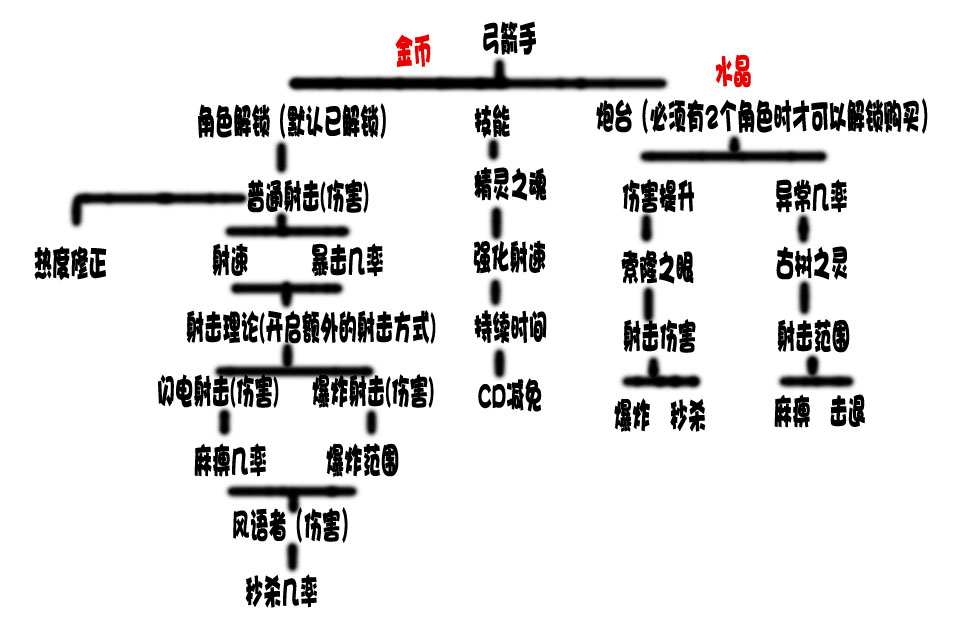 金币
弓箭手
水晶
角色解锁（默认已解锁）
技能
炮台（必须有2个角色时才可以解锁购买）
普通射击(伤害)
精灵之魂
伤害提升
异常几率
热度修正
射速
暴击几率
强化射速
索隆之眼
古树之灵
射击理论(开启额外的射击方式)
持续时间
射击伤害
射击范围
闪电射击(伤害)
爆炸射击(伤害)
CD减免
爆炸 秒杀
麻痹 击退
麻痹几率
爆炸范围
风语者（伤害）
秒杀几率